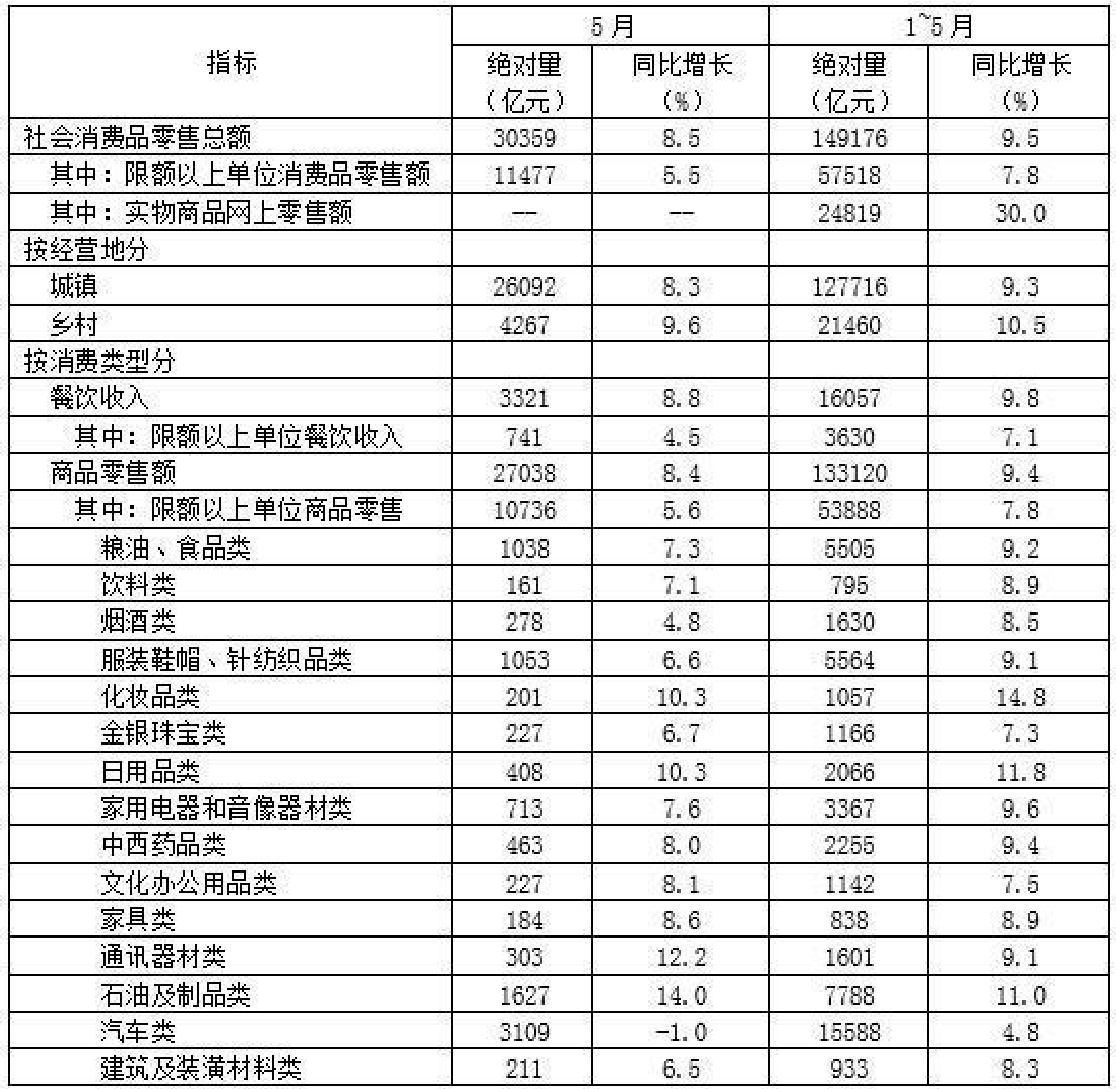 指标 5月 1~5月
绝对量（亿元） 同比增长（%） 绝对量（亿元） 同比增长（%）
社会消费品零售总额 30359 8.5 149176 9.5
其中：限额以上单位消费品零售额 11477 5.5 57518 7.8
其中：实物商品网上零售额 -- -- 24819 30.0
按经营地分
城镇 26092 8.3 127716 9.3
乡村 4267 9.6 21460 10.5
按消费类型分
餐饮收入 3321 8.8 16057 9.8
其中：限额以上单位餐饮收入 741 4.5 3630 7.1
商品零售额 27038 8.4 133120 9.4
其中：限额以上单位商品零售 10736 5.6 53888 7.8
粮油、食品类 1038 7.3 5505 9.2
饮料类 161 7.1 795 8.9
烟酒类 278 4.8 1630 8.5
服装鞋帽、针纺织品类 1053 6.6 5564 9.1
化妆品类 201 10.3 1057 14.8
金银珠宝类 227 6.7 1166 7.3
日用品类 408 10.3 2066 11.8
家用电器和音像器材类 713 7.6 3367 9.6
中西药品类 463 8.0 2255 9.4
文化办公用品类 227 8.1 1142 7.5
家具类 184 8.6 838 8.9
通讯器材类 303 12.2 1601 9.1
石油及制品类 1627 14.0 7788 11.0
汽车类 3109 -1.0 15588 4.8
建筑及装潢材料类 211 6.5 933 8.3